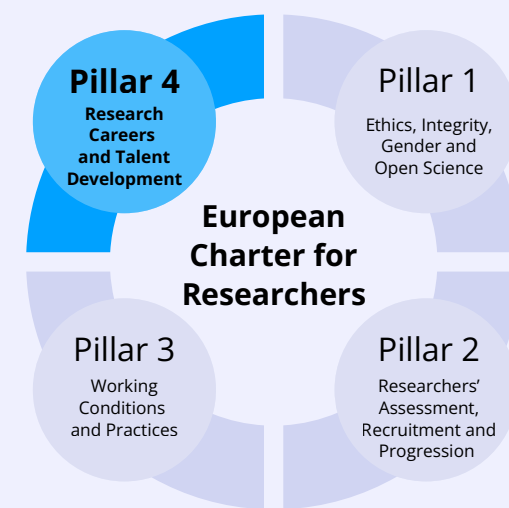 Pillar 4
Research
Careers
and Talent
Development
Pillar 1
Ethics, Integrity,
Gender and
Open Science
European
Charter for
Researchers
Pillar 3
Working
Conditions
and Practices
Pillar 2
Researchers’
Assessment,
Recruitment and
Progression